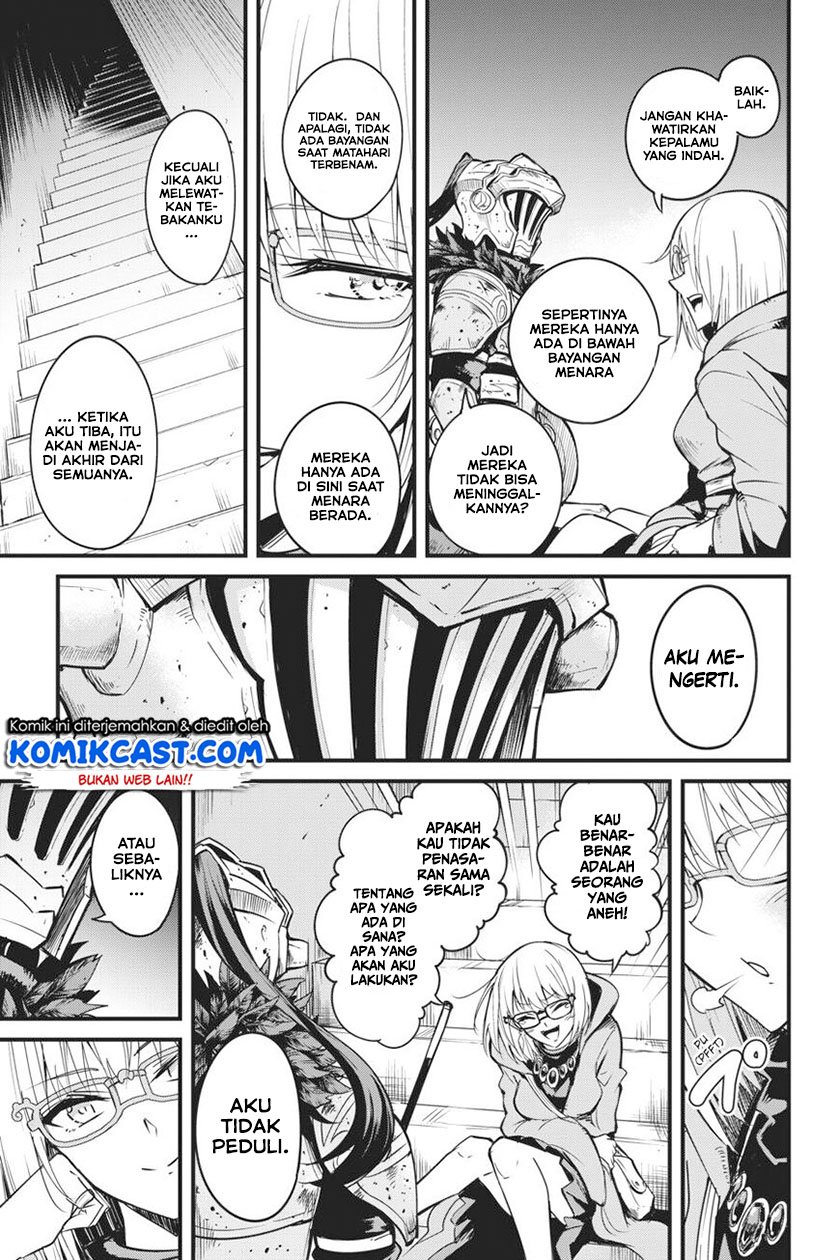 BAIK-
LAH.
JANGAN KHA-
WATIRKAN
KEPALAMU
YANG INDAH.
SEPERTINYA
MEREKA HANYA
ADA DI BAWAH
BAYANGAN
MENARA
JADI
MEREKA
TIDAK BISA
MENINGGAL-
KANNYA?
TIDAK. DAN
APALAGI, TIDAK
ADA BAYANGAN
SAAT MATAHARI
TERBENAM.
MEREKA
HANYA ADA
DI SINI SAAT
MENARA
BERADA.
KECUALI
JIKA AKU
MELEWAT-
KAN TE-
BAKANKU
...
... KETIKA
AKU TIBA, ITU
AKAN MENJA-
DI AKHIR DARI
SEMUANYA.
AKU ME-
NGERTI.
Komik ini diterjemahkan & diedit oleh
KOMIKCAST.COM
BUKAN WEB LAIN!!
PU
(PFFT)
プ
KAU
BENAR-
BENAR
ADALAH
SEORANG
YANG
ANEH!
APAKAH
KAU TIDAK
PENASA-
RAN SAMA
SEKALI?
TENTANG
APA YANG
ADA DI
SANA?
APA YANG
AKAN AKU
LAKUKAN?
AKU
TIDAK
PEDULI.
ATAU
SEBA-
LIKNYA
...